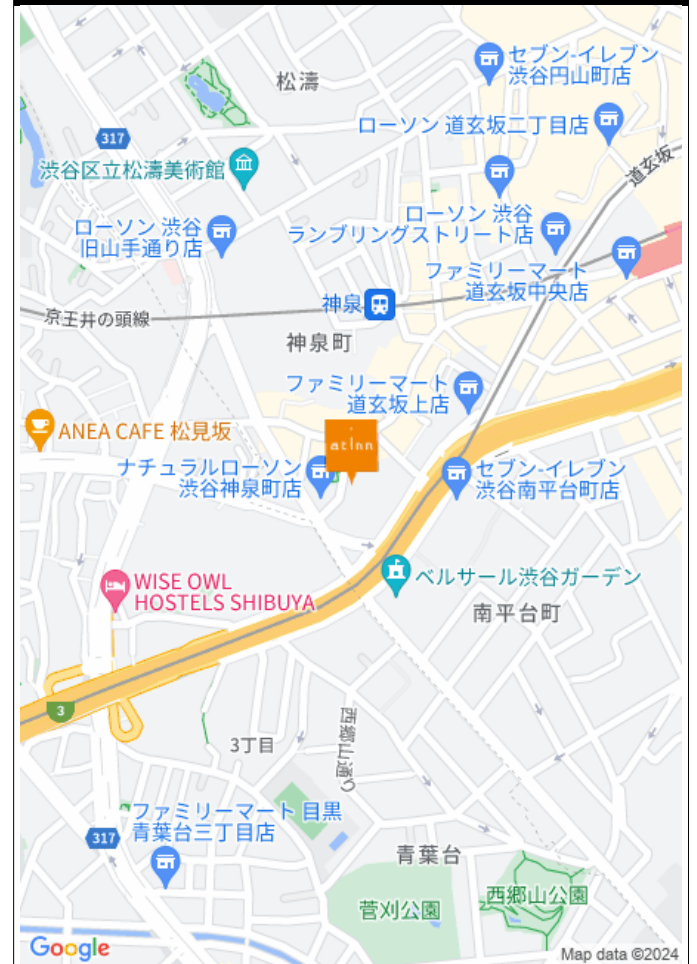 セブン-イレブン
渋谷円山町店
松濤
ローソン 道玄坂二丁目店
317
道玄坂
渋谷区立松濤美術館
ローソン 渋谷
ランブリングストリート店
ローソン 渋谷
旧山手通り店
ファミリーマート
道玄坂中央店
神泉
京王井の頭線
神泉町
ファミリーマート
道玄坂上店
ANEA CAFE 松見坂
atInn
ナチュラルローソン
渋谷神泉町店
セブン-イレブン
渋谷南平台町店
WISE OWL
HOSTELS SHIBUYA
ベルサール渋谷ガーデン
南平台町
3
西郷山通り
3丁目
ファミリーマート 目黒
青葉台三丁目店
317
青葉台
西郷山公園
菅刈公園
Google
Map data ©2024